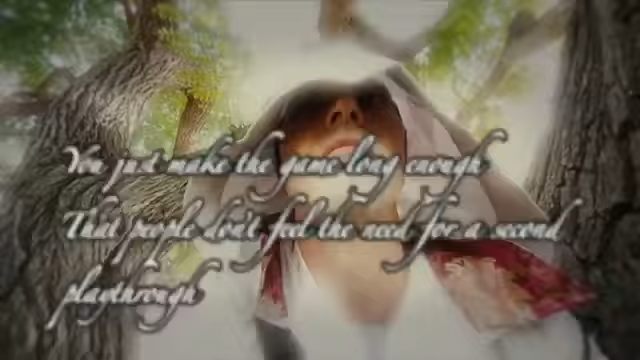 You just make the game long enough
That people don't feel the need for a second
playthrough